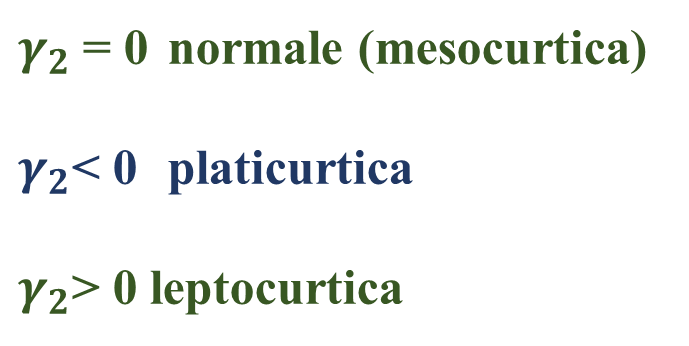 γ₂ = 0 normale (mesocurtica)
γ₂< 0 platicurtica
γ₂> 0 leptocurtica